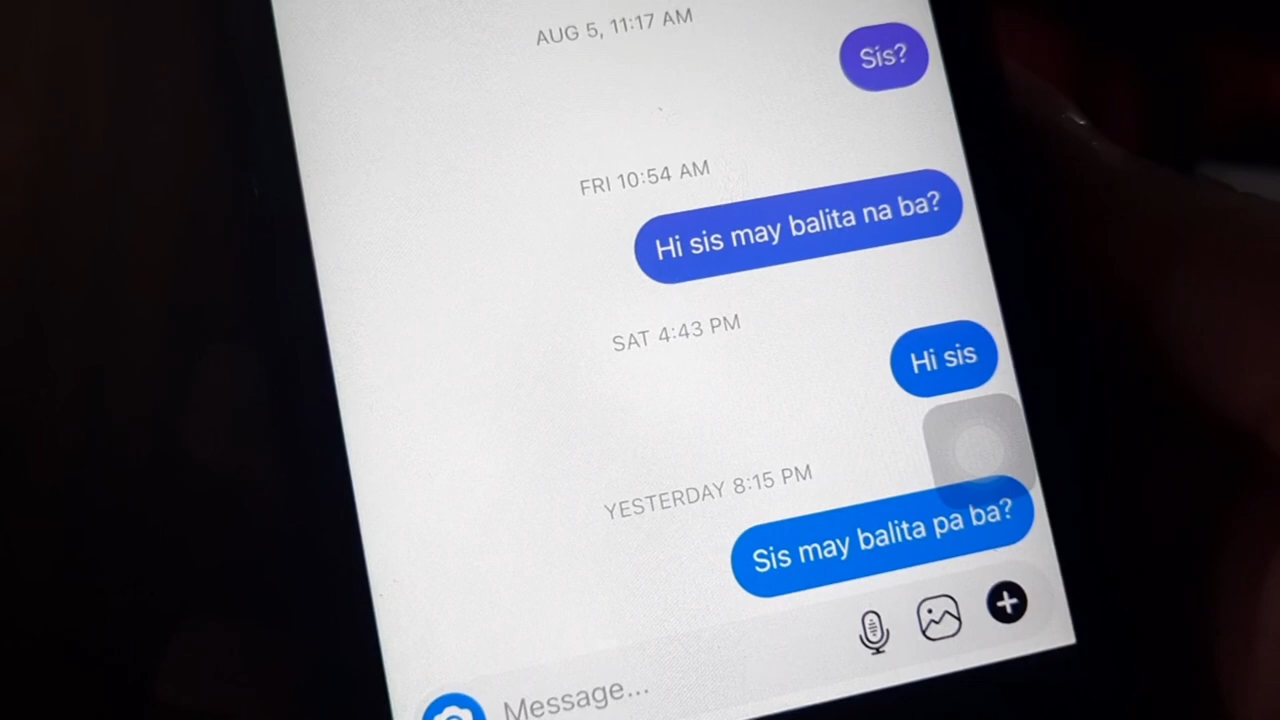 AUG 5, 11:17 AM
Sis?
FRI 10:54 AM
Hi sis may balita na ba?
SAT 4:43 PM
Hi sis
YESTERDAY 8:15 PM
Sis may balita pa ba?
Message...